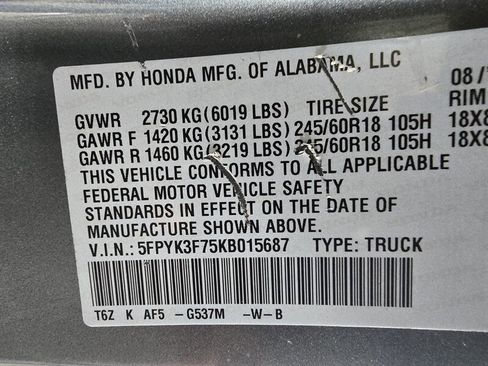 MFD. BY HONDA MFG. OF ALABAMA, LLC 08/
GVWR 2730 KG (6019 LBS) TIRE SIZE RIM
GAWR F 1420 KG (3131 LBS) 245/60R18 105H 18X8
GAWR R 1460 KG (3219 LBS) 245/60R18 105H 18X8
THIS VEHICLE CONFORMS TO ALL APPLICABLE
FEDERAL MOTOR VEHICLE SAFETY
STANDARDS IN EFFECT ON THE DATE OF
MANUFACTURE SHOWN ABOVE.
V.I.N.: 5FPYK3F75KB015687 TYPE: TRUCK
T6Z K AF5 -G537M -W-B